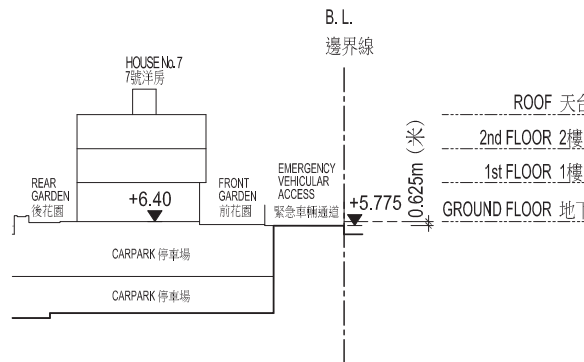 B. L.
邊界線
HOUSE No. 7
7號洋房
ROOF 天台
2nd FLOOR 2樓
1st FLOOR 1樓
GROUND FLOOR 地下
0.625m (米)
REAR
GARDEN
後花園
+6.40
FRONT
GARDEN
前花園
EMERGENCY
VEHICULAR
ACCESS
緊急車輛通道
+5.775
CARPARK 停車場
CARPARK 停車場